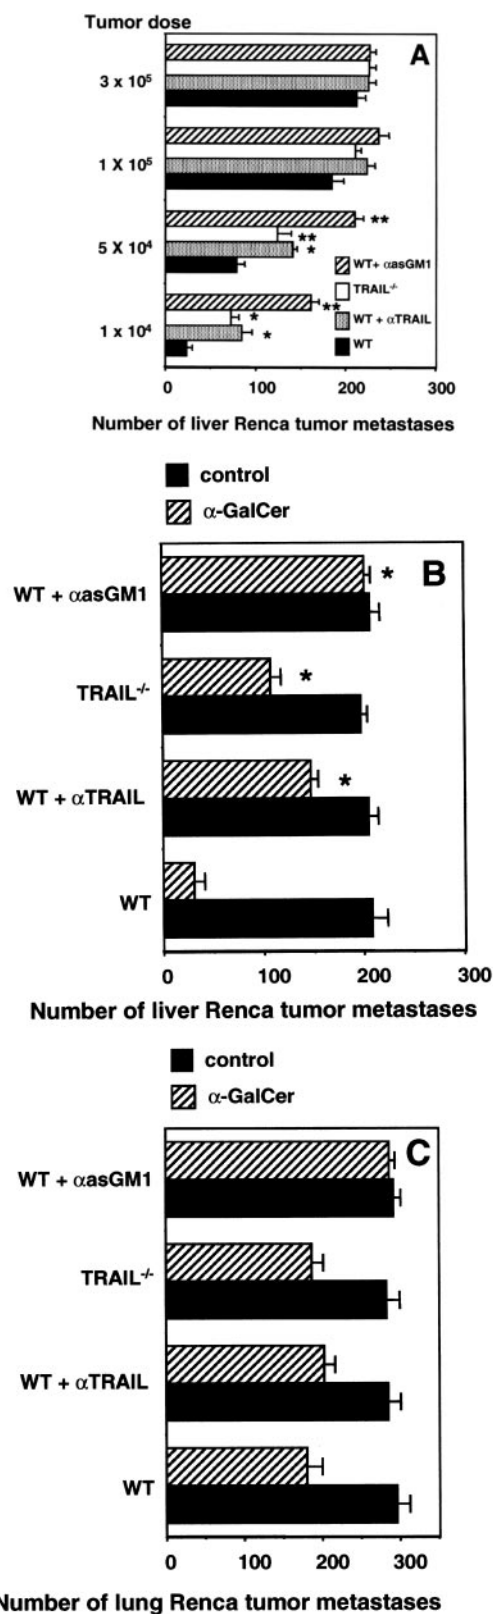 Tumor dose
A
3 x 10⁵
1 X 10⁵
5 X 10⁴
**
**
*
1 x 10⁴
**
*
*
WT+ αasGM1
TRAIL-/-
WT + αTRAIL
WT
0 100 200 300
Number of liver Renca tumor metastases
control
α-GalCer
B
WT + αasGM1
*
TRAIL-/-
*
WT + αTRAIL
*
WT
0 100 200 300
Number of liver Renca tumor metastases
control
α-GalCer
C
WT + αasGM1
TRAIL-/-
WT + αTRAIL
WT
0 100 200 300
Number of lung Renca tumor metastases